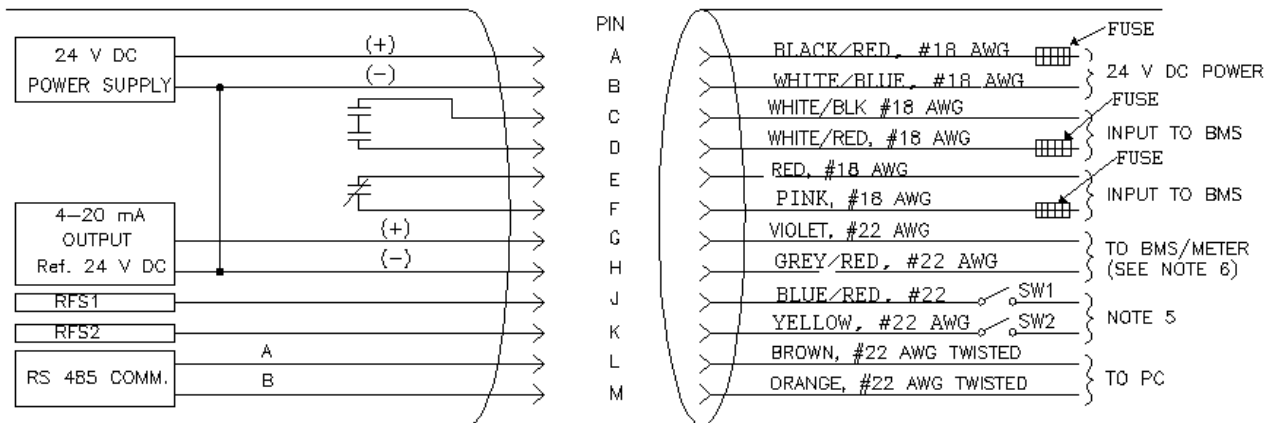 PIN
FUSE
24 V DC
POWER SUPPLY
(+)
A
BLACK/RED, #18 AWG
(–)
B
WHITE/BLUE, #18 AWG
24 V DC POWER
FUSE
C
WHITE/BLK #18 AWG
D
WHITE/RED, #18 AWG
INPUT TO BMS
FUSE
E
RED, #18 AWG
F
PINK, #18 AWG
INPUT TO BMS
4–20 mA
OUTPUT
Ref. 24 V DC
(+)
G
VIOLET, #22 AWG
(–)
H
GREY/RED, #22 AWG
TO BMS/METER
(SEE NOTE 6)
RFS1
J
BLUE/RED, #22
SW1
RFS2
K
YELLOW, #22 AWG
SW2
NOTE 5
RS 485 COMM.
A
L
BROWN, #22 AWG TWISTED
B
M
ORANGE, #22 AWG TWISTED
TO PC